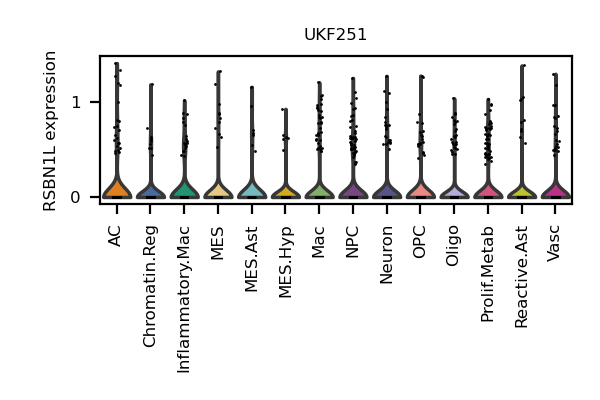 UKF251
RSBN1L expression
1
0
AC
Chromatin.Reg
Inflammatory.Mac
MES
MES.Ast
MES.Hyp
Mac
NPC
Neuron
OPC
Oligo
Prolif.Metab
Reactive.Ast
Vasc